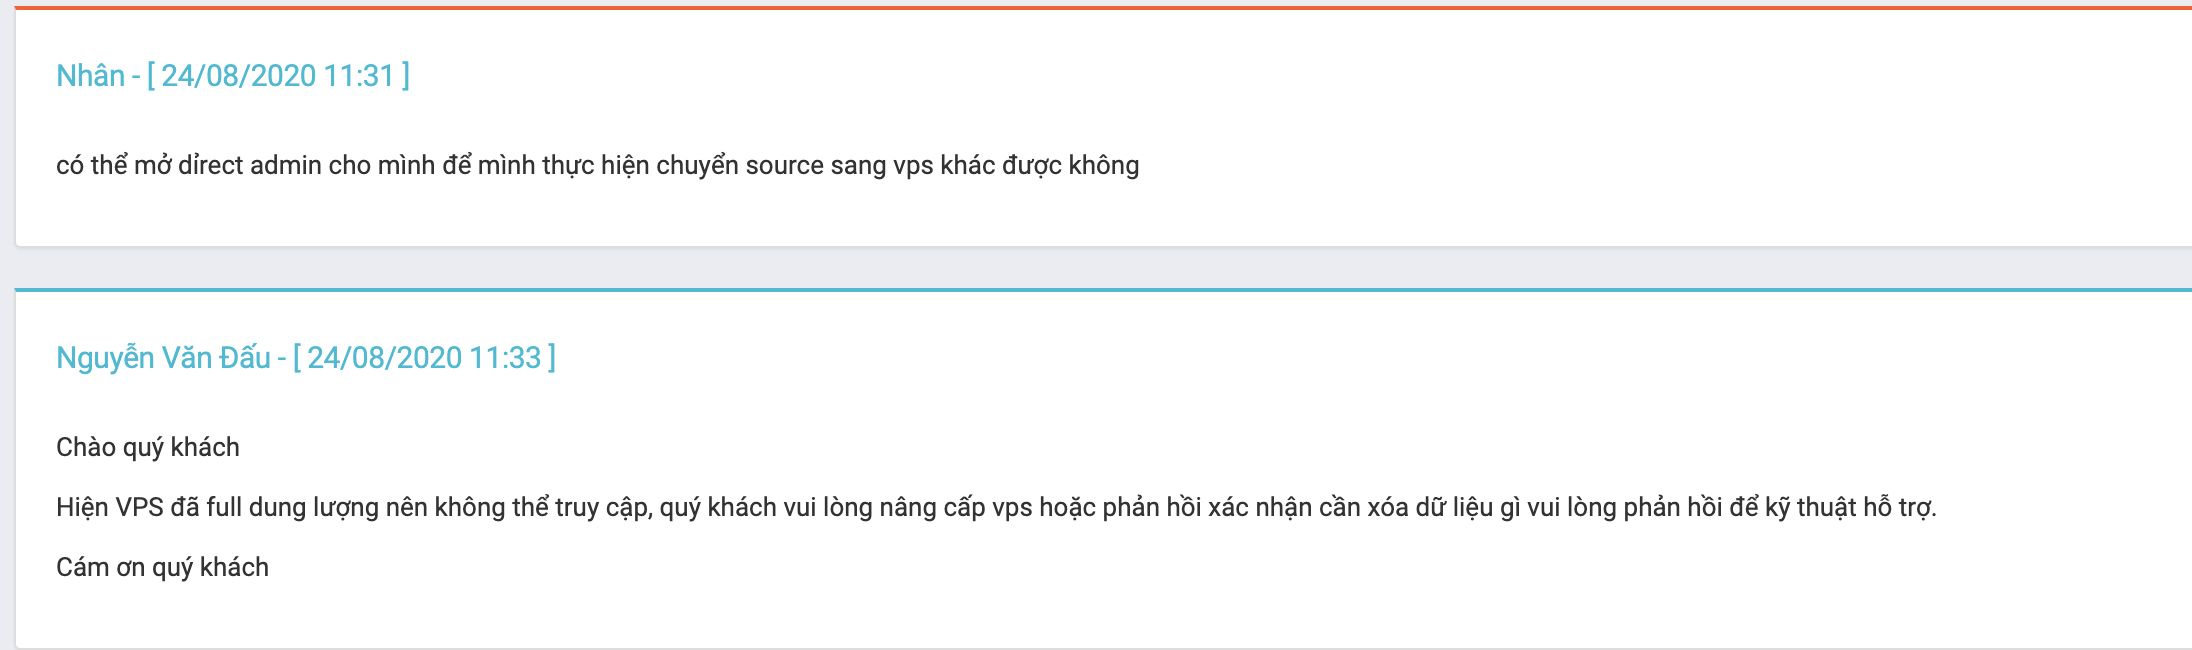 Nhân - [ 24/08/2020 11:31 ]
có thể mở dỉrect admin cho mình để mình thực hiện chuyển source sang vps khác được không
Nguyễn Văn Đấu - [ 24/08/2020 11:33 ]
Chào quý khách
Hiện VPS đã full dung lượng nên không thể truy cập, quý khách vui lòng nâng cấp vps hoặc phản hồi xác nhận cần xóa dữ liệu gì vui lòng phản hồi để kỹ thuật hỗ trợ.
Cám ơn quý khách